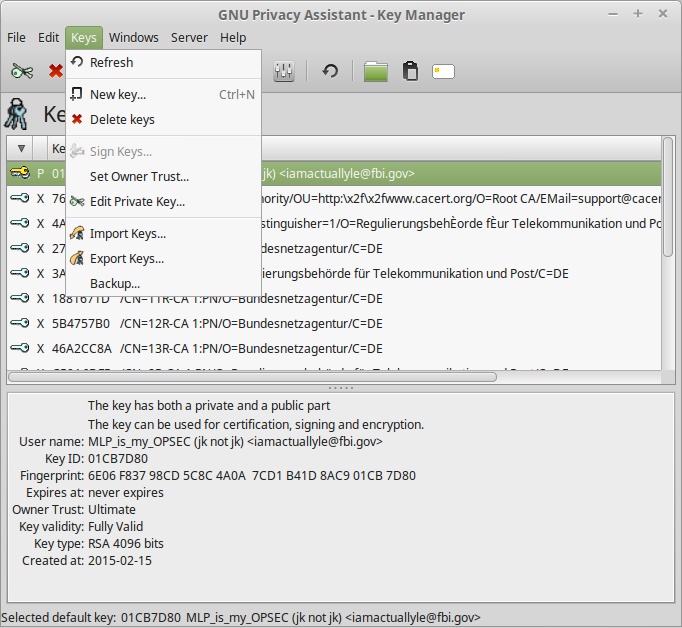 GNU Privacy Assistant - Key Manager
File Edit Keys Windows Server Help
Refresh
New key... Ctrl+N
Delete keys
Sign Keys...
Set Owner Trust...
Edit Private Key...
Import Keys...
Export Keys...
Backup...
Ke
Ke
P 01 jk) <iamactuallyle@fbi.gov>
X 76 hority/OU=http:\x2f\x2fwww.cacert.org/O=Root CA/EMail=support@cacer
X 4A stinguisher=1/O=RegulierungsbehÈorde fÈur Telekommunikation und Po
X 27 undesnetzagentur/C=DE
X 3A lierungsbehörde für Telekommunikation und Post/C=DE
X 1881671D /CN=11R-CA 1:PN/O=Bundesnetzagentur/C=DE
X 5B4757B0 /CN=12R-CA 1:PN/O=Bundesnetzagentur/C=DE
X 46A2CC8A /CN=13R-CA 1:PN/O=Bundesnetzagentur/C=DE
The key has both a private and a public part
The key can be used for certification, signing and encryption.
User name: MLP_is_my_OPSEC (jk not jk) <iamactuallyle@fbi.gov>
Key ID: 01CB7D80
Fingerprint: 6E06 F837 98CD 5C8C 4A0A 7CD1 B41D 8AC9 01CB 7D80
Expires at: never expires
Owner Trust: Ultimate
Key validity: Fully Valid
Key type: RSA 4096 bits
Created at: 2015-02-15
Selected default key: 01CB7D80 MLP_is_my_OPSEC (jk not jk) <iamactuallyle@fbi.gov>